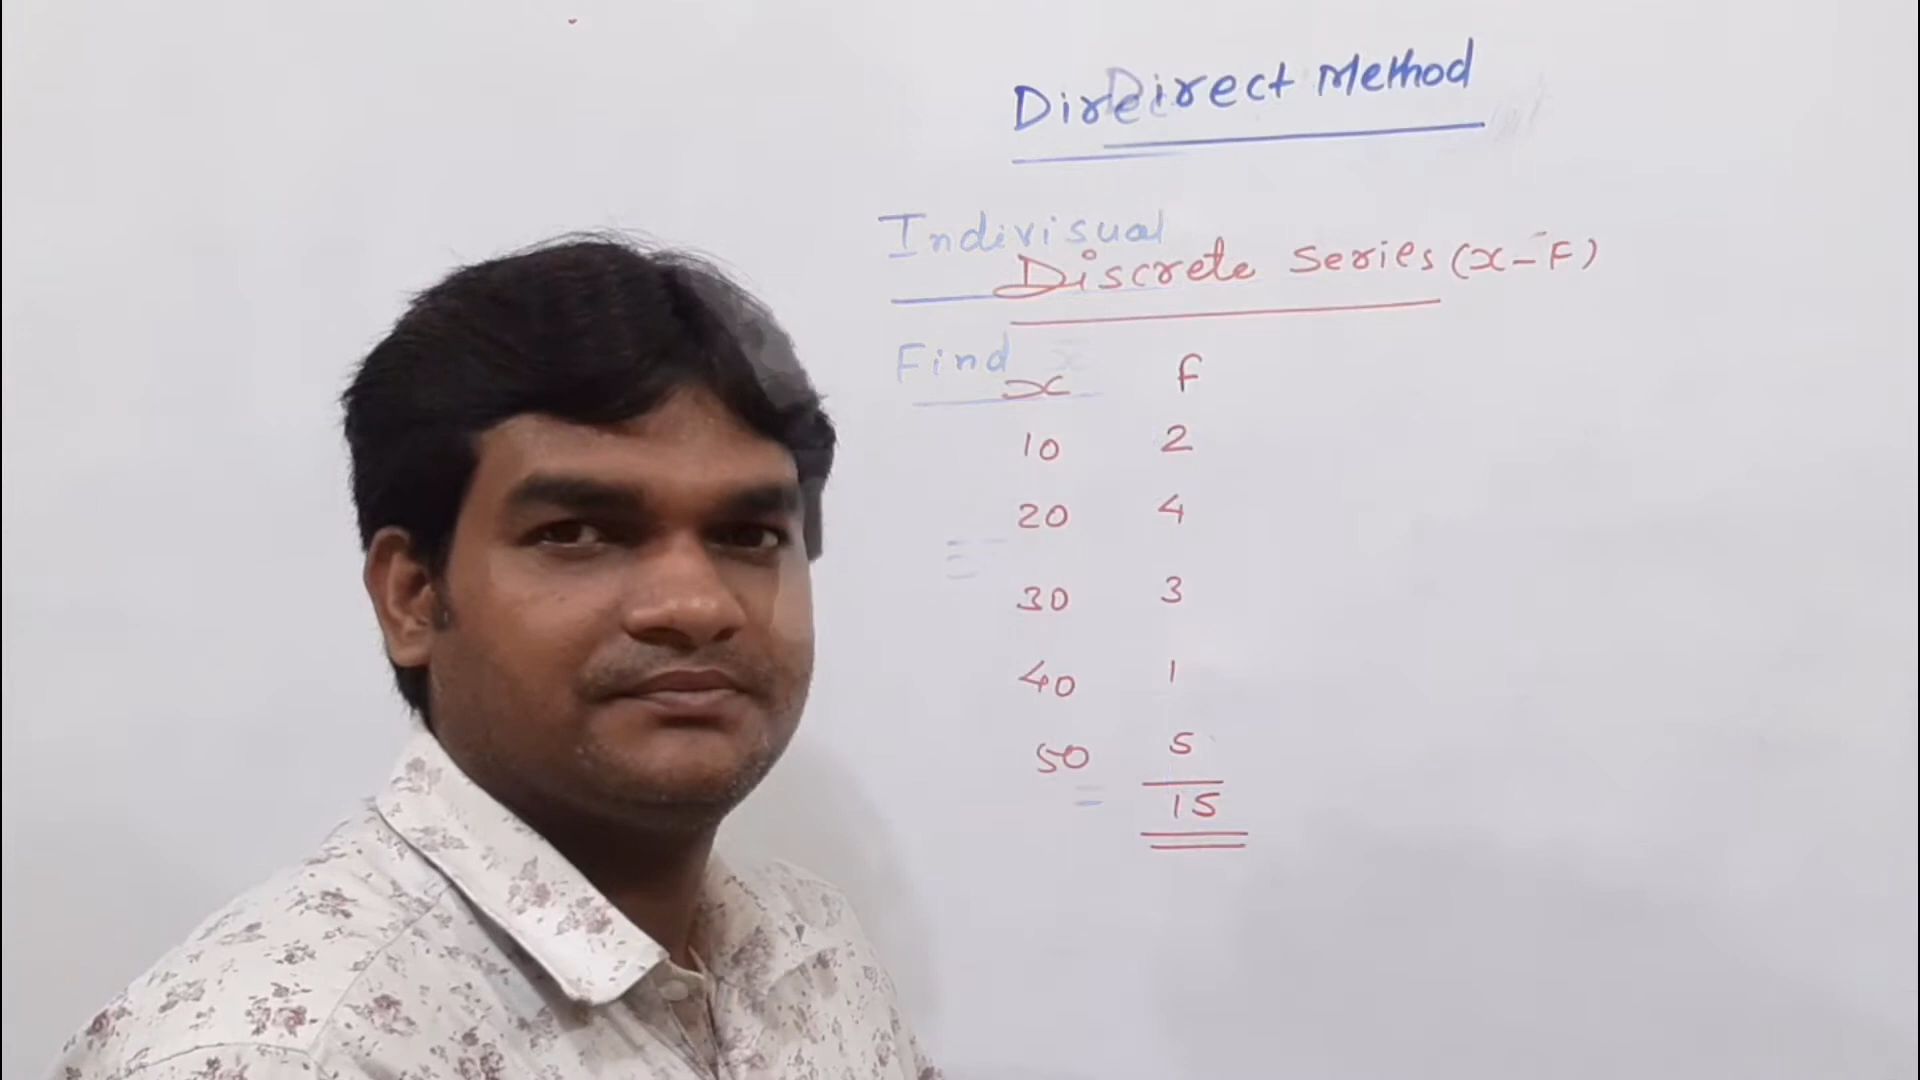 Direct Method
Indivisual
Discrete Series (x-F)
Find
x F
10 2
20 4
30 3
40 1
50 5
15